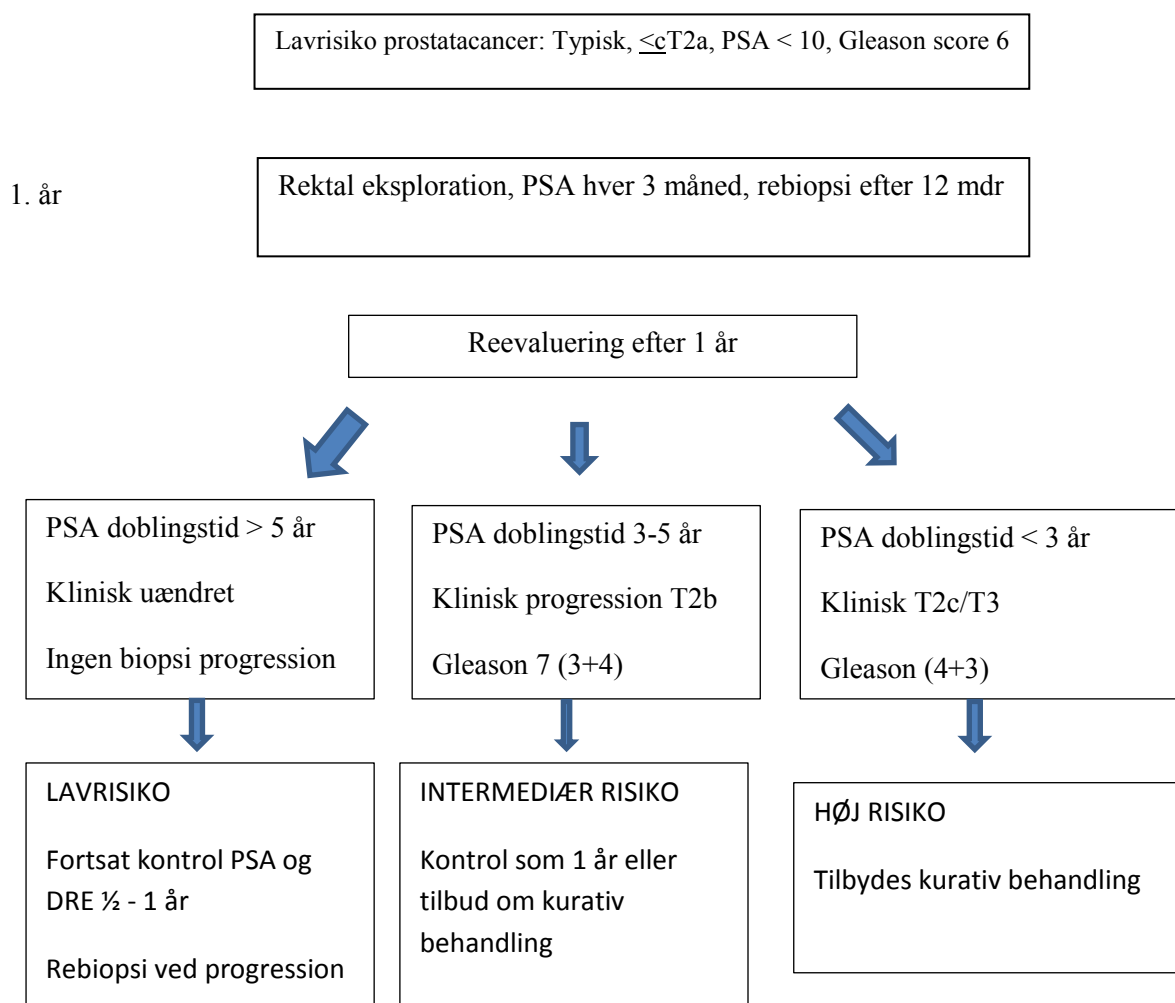 Lavrisiko prostatacancer: Typisk, <cT2a, PSA < 10, Gleason score 6
1. år
Rektal eksploration, PSA hver 3 måned, rebiopsi efter 12 mdr
Reevaluering efter 1 år
PSA doblingstid > 5 år
Klinisk uændret
Ingen biopsi progression
PSA doblingstid 3-5 år
Klinisk progression T2b
Gleason 7 (3+4)
PSA doblingstid < 3 år
Klinisk T2c/T3
Gleason (4+3)
LAVRISIKO
Fortsat kontrol PSA og
DRE ½ - 1 år
Rebiopsi ved progression
INTERMEDIÆR RISIKO
Kontrol som 1 år eller
tilbud om kurativ
behandling
HØJ RISIKO
Tilbydes kurativ behandling